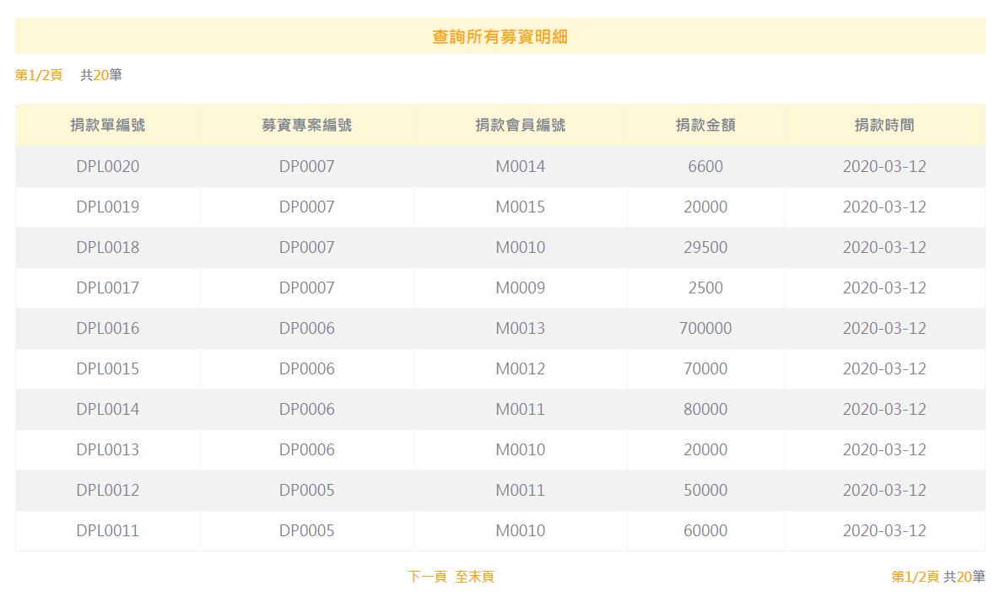 查詢所有募資明細
第1/2頁 共20筆
捐款單編號 募資專案編號 捐款會員編號 捐款金額 捐款時間
DPL0020 DP0007 M0014 6600 2020-03-12
DPL0019 DP0007 M0015 20000 2020-03-12
DPL0018 DP0007 M0010 29500 2020-03-12
DPL0017 DP0007 M0009 2500 2020-03-12
DPL0016 DP0006 M0013 700000 2020-03-12
DPL0015 DP0006 M0012 70000 2020-03-12
DPL0014 DP0006 M0011 80000 2020-03-12
DPL0013 DP0006 M0010 20000 2020-03-12
DPL0012 DP0005 M0011 50000 2020-03-12
DPL0011 DP0005 M0010 60000 2020-03-12
下一頁 至末頁 第1/2頁 共20筆